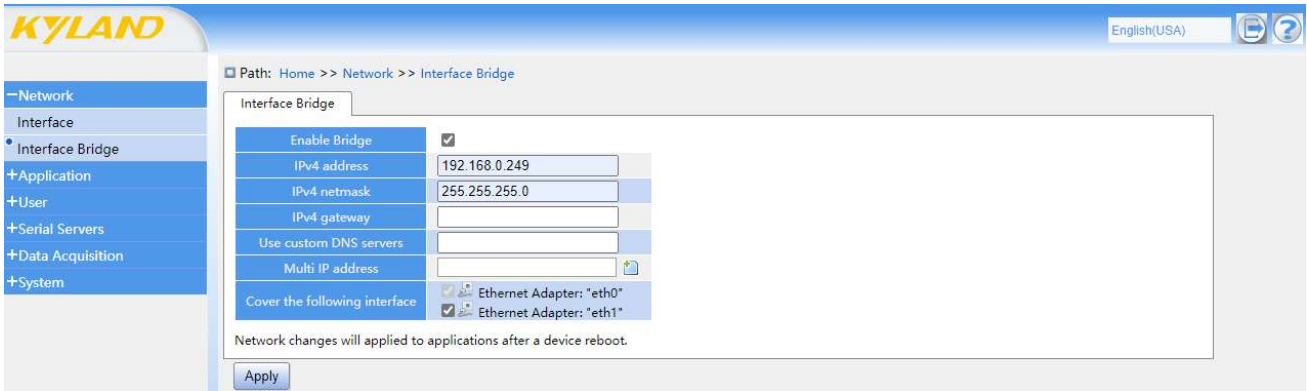 KYLAND
English(USA)
Path: Home >> Network >> Interface Bridge
−Network
Interface
Interface Bridge
+Application
+User
+Serial Servers
+Data Acquisition
+System
Interface Bridge
Enable Bridge
IPv4 address 192.168.0.249
IPv4 netmask 255.255.255.0
IPv4 gateway
Use custom DNS servers
Multi IP address
Cover the following interface
Ethernet Adapter: "eth0"
Ethernet Adapter: "eth1"
Network changes will applied to applications after a device reboot.
Apply